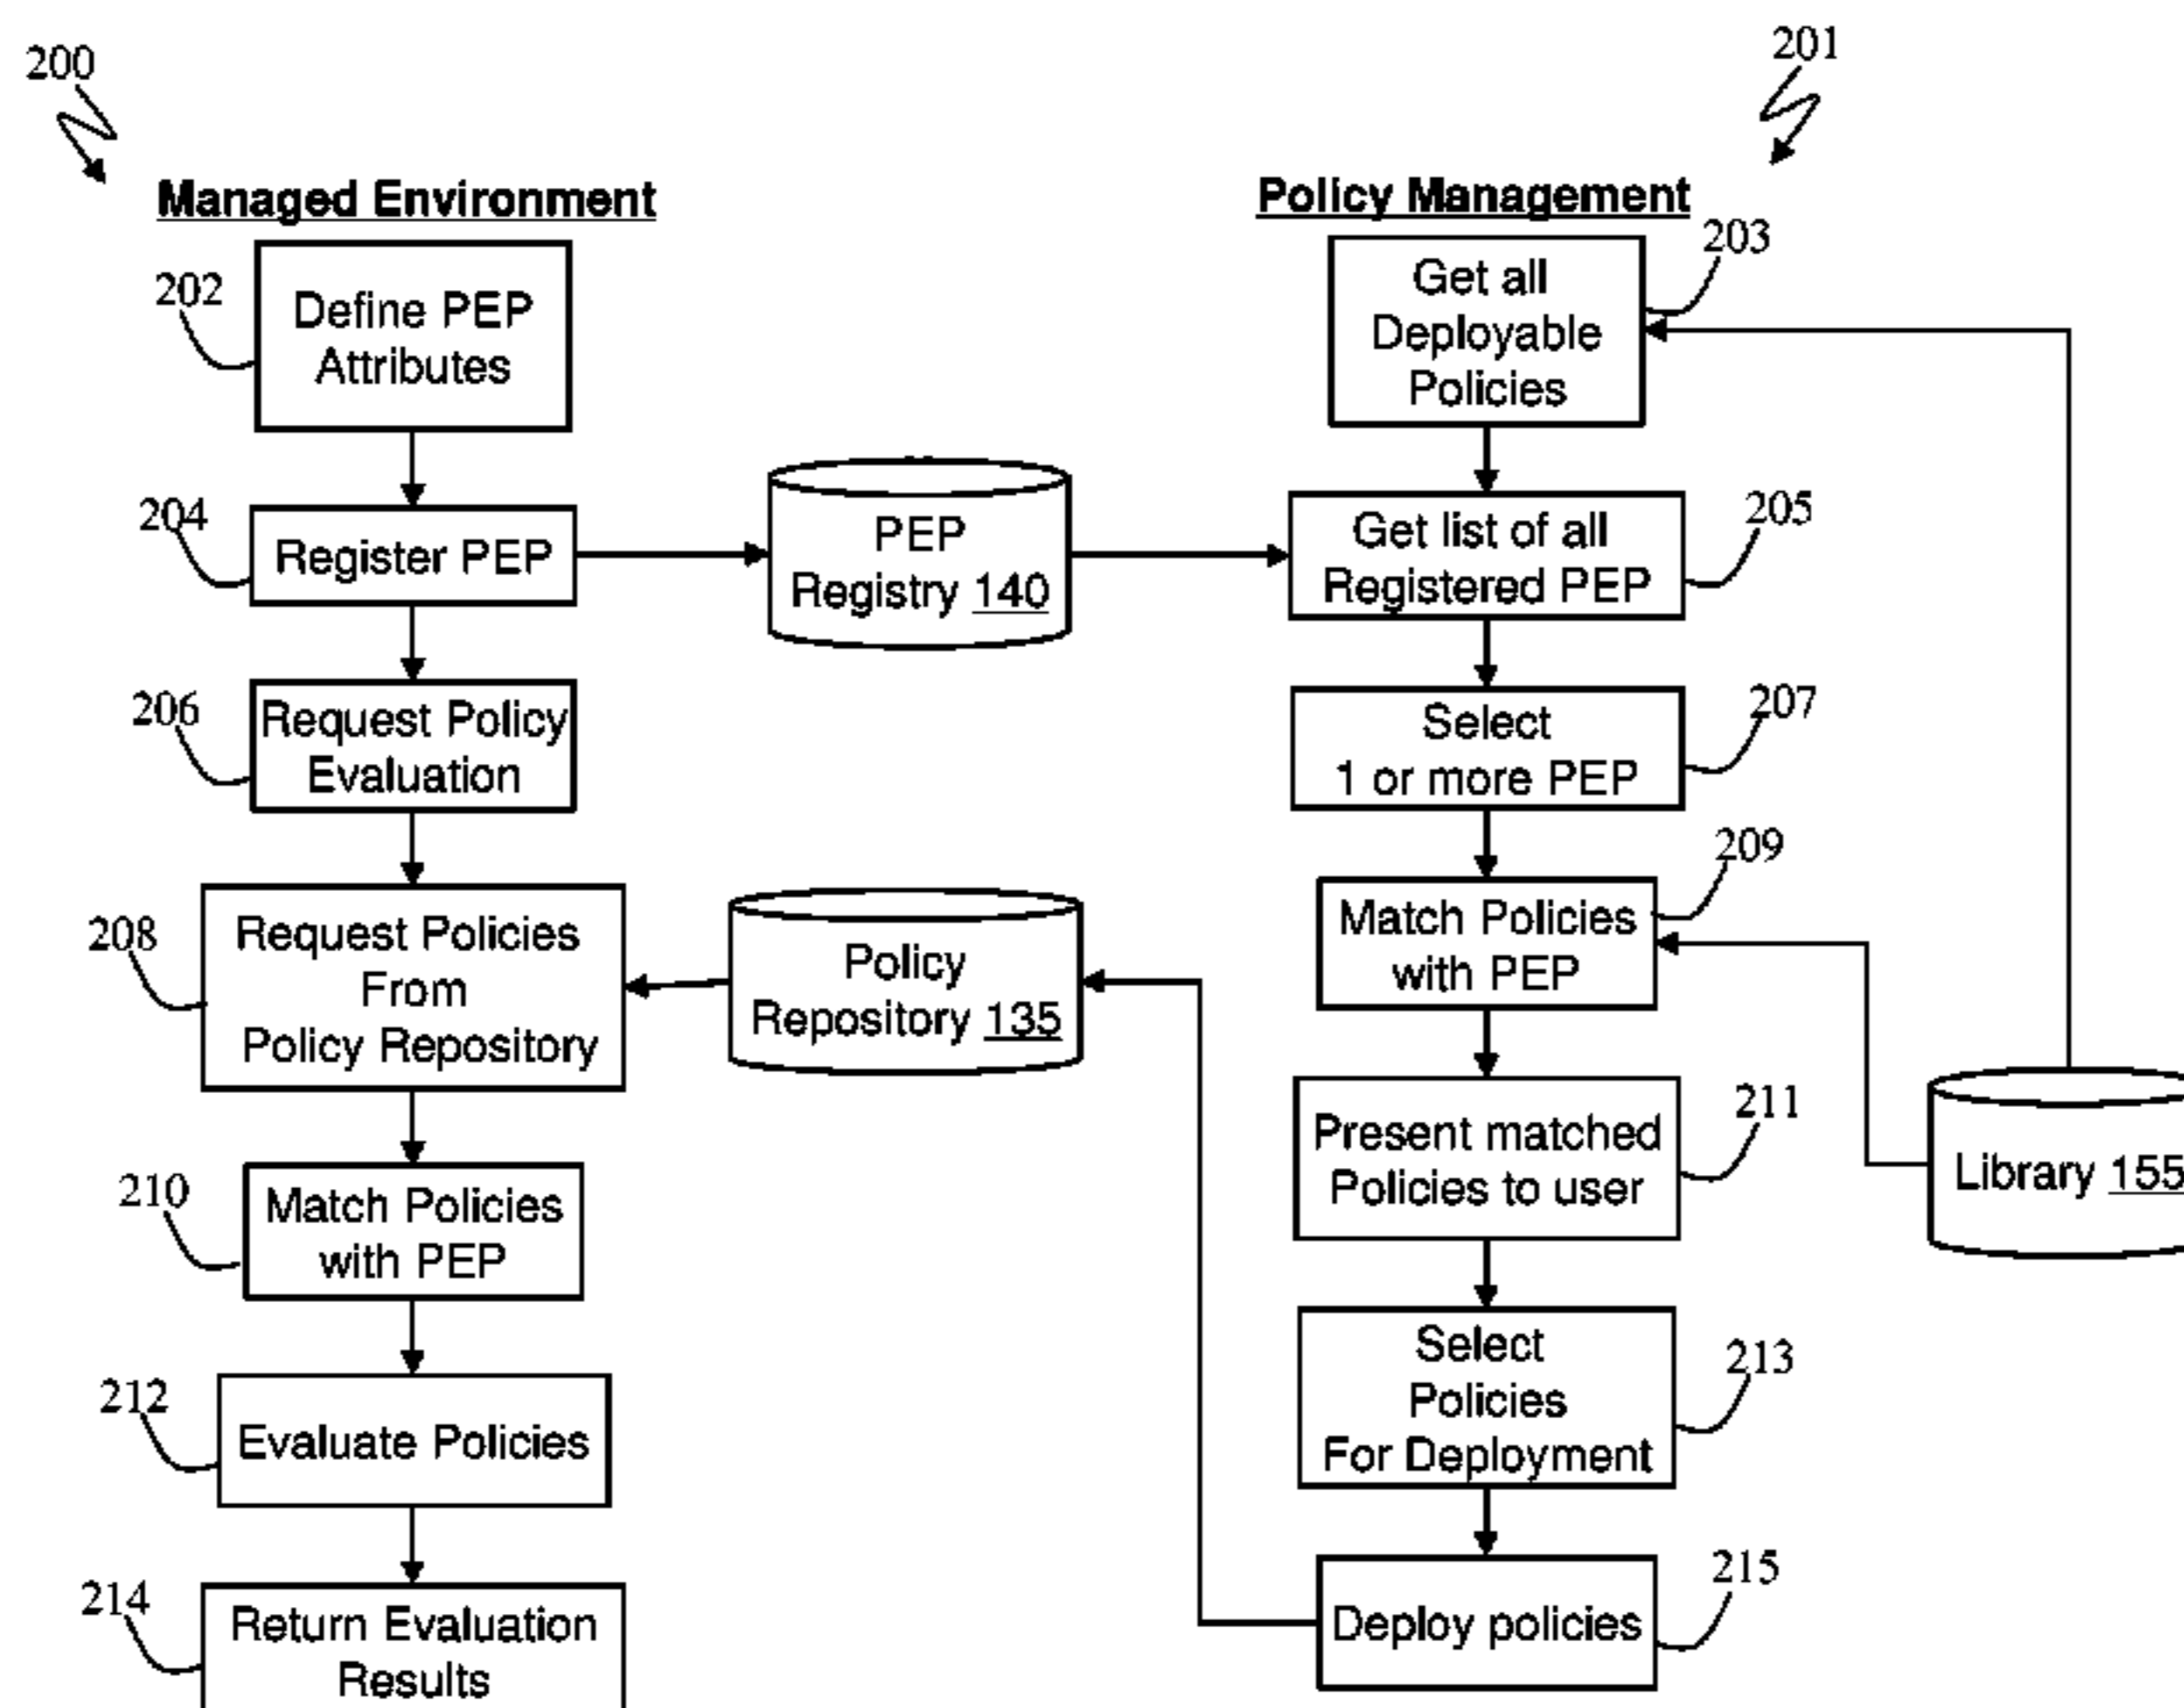 200
201
Managed Environment
Policy Management
202
Define PEP
Attributes
203
Get all
Deployable
Policies
204
Register PEP
PEP
Registry 140
205
Get list of all
Registered PEP
206
Request Policy
Evaluation
207
Select
1 or more PEP
208
Request Policies
From
Policy Repository
Policy
Repository 135
209
Match Policies
with PEP
210
Match Policies
with PEP
211
Present matched
Policies to user
Library 155
212
Evaluate Policies
213
Select
Policies
For Deployment
214
Return Evaluation
Results
215
Deploy policies